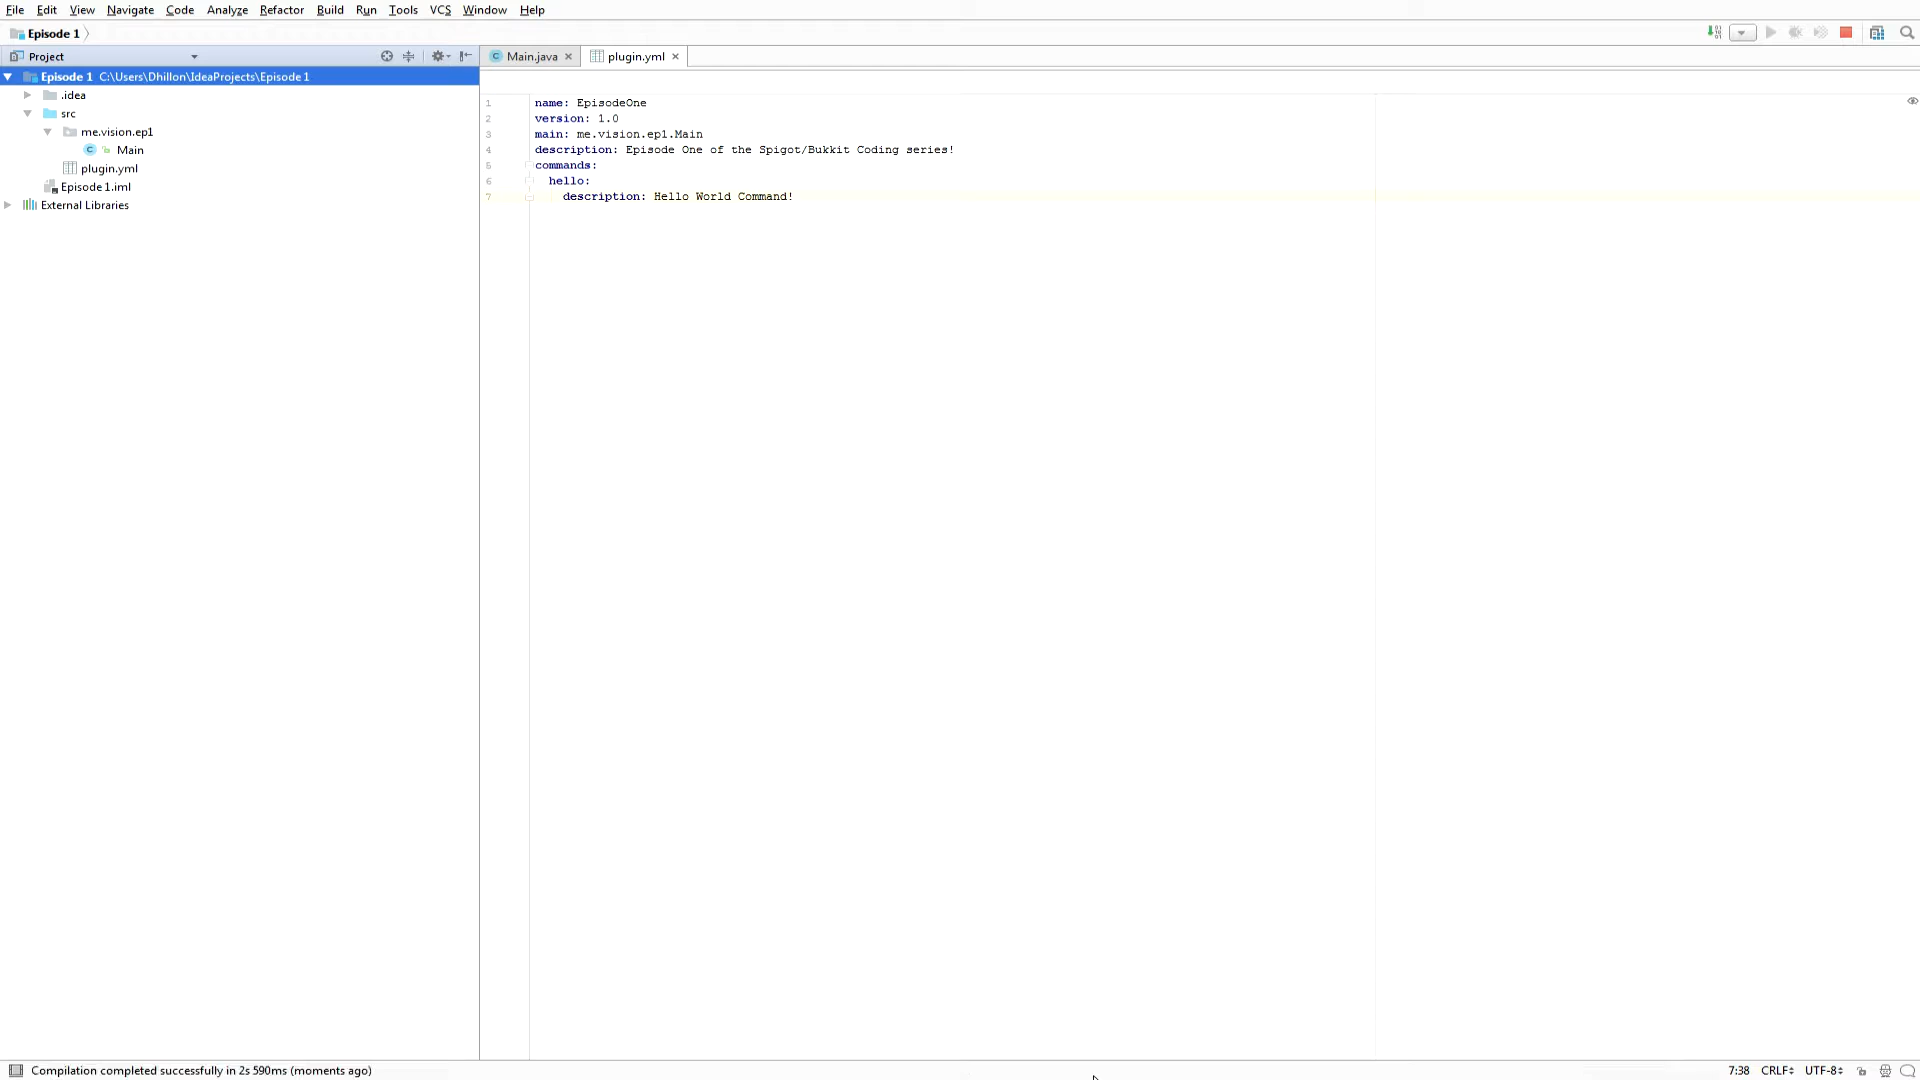 File Edit View Navigate Code Analyze Refactor Build Run Tools VCS Window Help
Episode 1
Project
Main.java
plugin.yml
Episode 1 C:\Users\Dhillon\IdeaProjects\Episode 1
.idea
src
me.vision.ep1
Main
plugin.yml
Episode 1.iml
External Libraries
1 name: EpisodeOne
2 version: 1.0
3 main: me.vision.ep1.Main
4 description: Episode One of the Spigot/Bukkit Coding series!
5 commands:
6 hello:
7 description: Hello World Command!
Compilation completed successfully in 2s 590ms (moments ago)
7:38 CRLF UTF-8